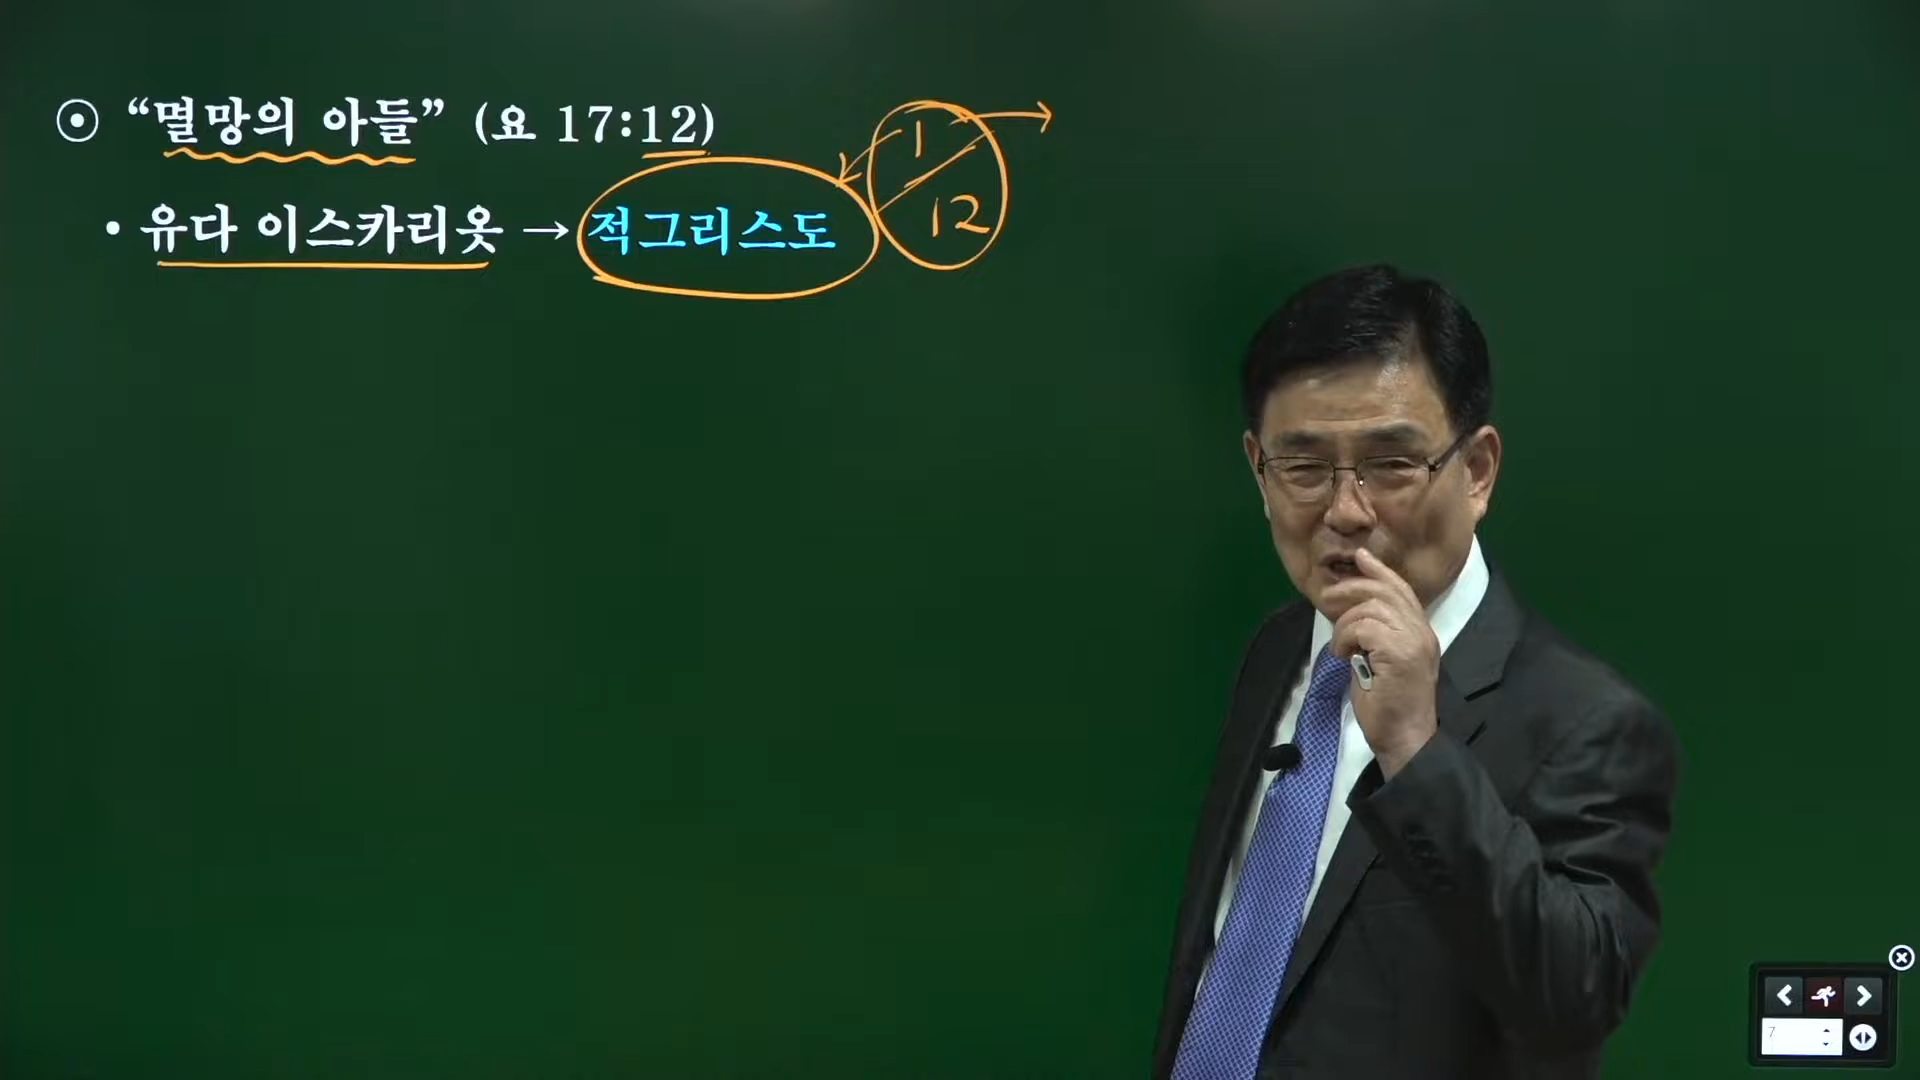 ⊙ “멸망의 아들” (요 17:12)
1/12
• 유다 이스카리옷 → 적그리스도
7